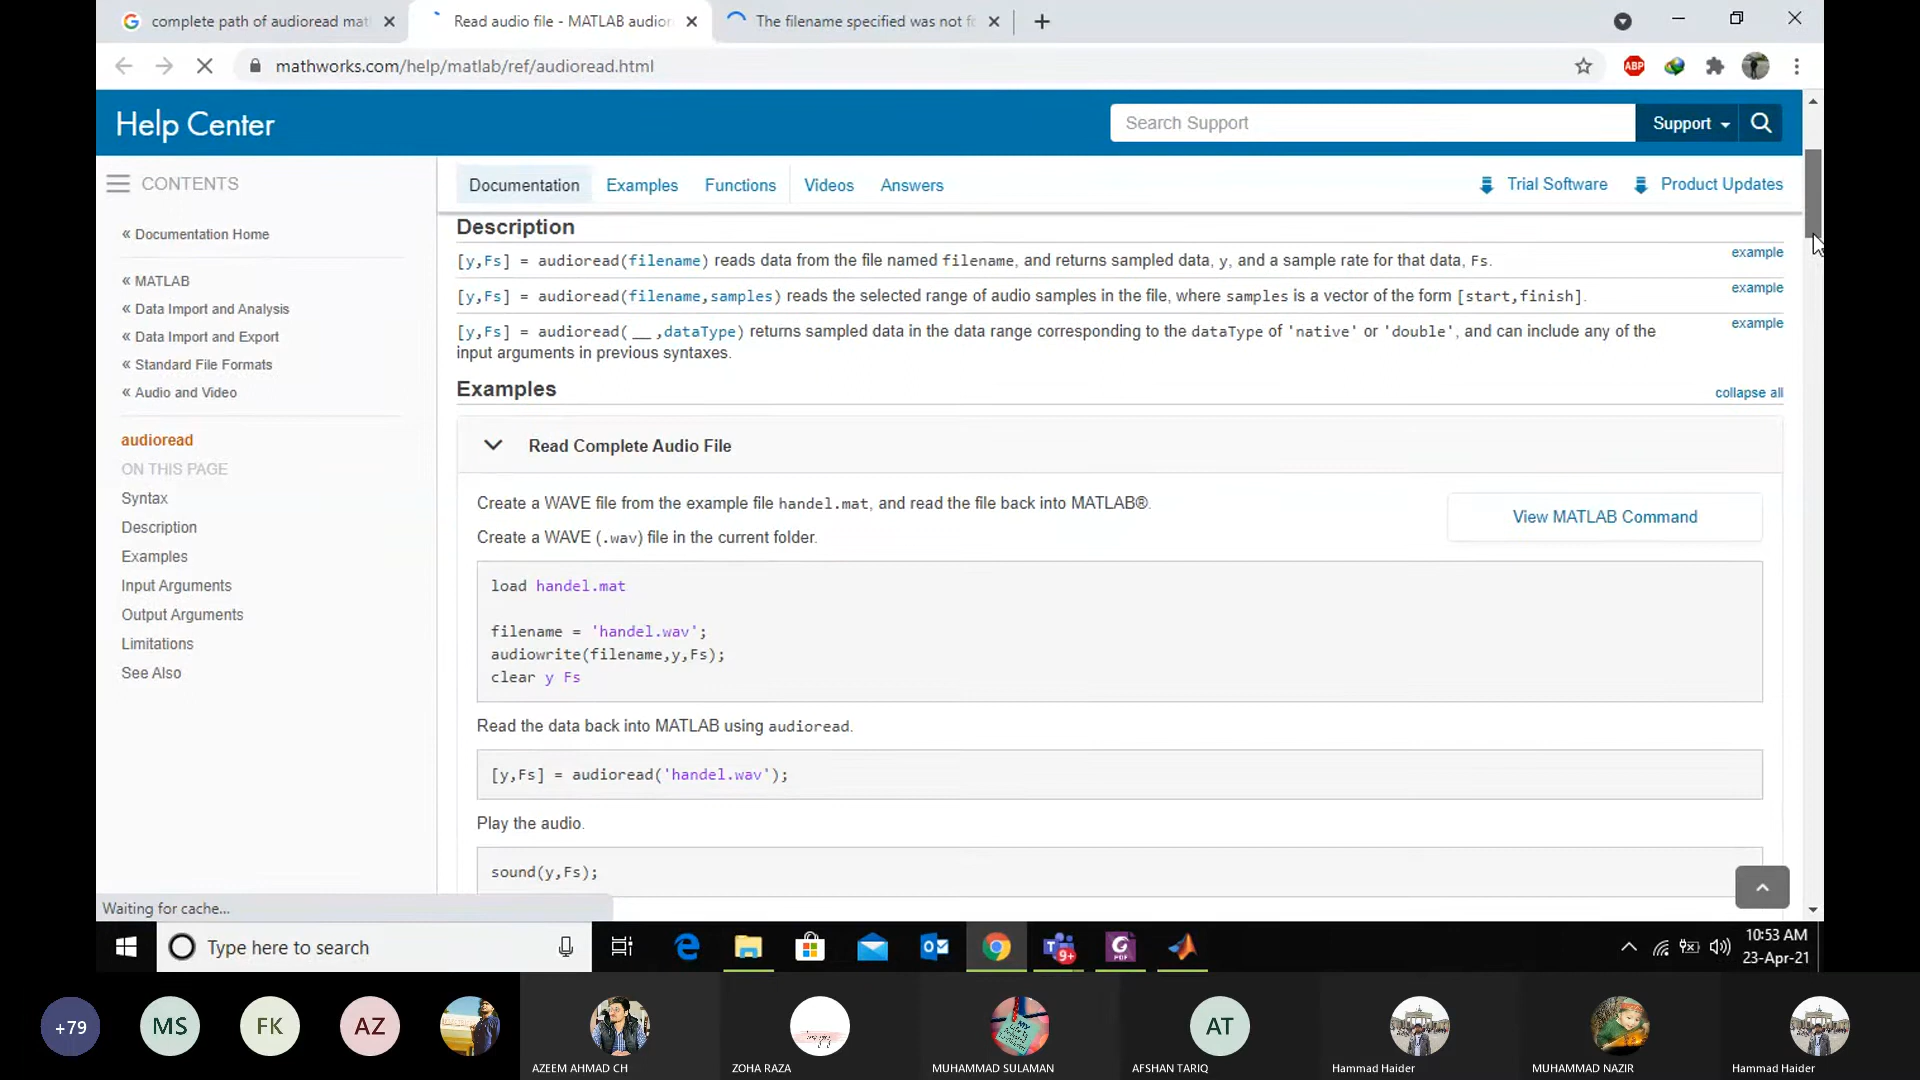 complete path of audioread mat
Read audio file - MATLAB audior
The filename specified was not fo
mathworks.com/help/matlab/ref/audioread.html
ABP
Help Center
Search Support
Support
CONTENTS
Documentation
Examples
Functions
Videos
Answers
Trial Software
Product Updates
« Documentation Home
« MATLAB
« Data Import and Analysis
« Data Import and Export
« Standard File Formats
« Audio and Video
audioread
ON THIS PAGE
Syntax
Description
Examples
Input Arguments
Output Arguments
Limitations
See Also
Description
[y,Fs] = audioread(filename) reads data from the file named filename, and returns sampled data, y, and a sample rate for that data, Fs.
example
[y,Fs] = audioread(filename,samples) reads the selected range of audio samples in the file, where samples is a vector of the form [start,finish].
example
[y,Fs] = audioread(__,dataType) returns sampled data in the data range corresponding to the dataType of 'native' or 'double', and can include any of the
example
input arguments in previous syntaxes.
Examples
collapse all
Read Complete Audio File
Create a WAVE file from the example file handel.mat, and read the file back into MATLAB®.
View MATLAB Command
Create a WAVE (.wav) file in the current folder.
load handel.mat
filename = 'handel.wav';
audiowrite(filename,y,Fs);
clear y Fs
Read the data back into MATLAB using audioread.
[y,Fs] = audioread('handel.wav');
Play the audio.
sound(y,Fs);
Waiting for cache...
Type here to search
9+
PDF
10:53 AM
23-Apr-21
+79
MS
FK
AZ
AT
AZEEM AHMAD CH
ZOHA RAZA
MUHAMMAD SULAMAN
AFSHAN TARIQ
Hammad Haider
MUHAMMAD NAZIR
Hammad Haider